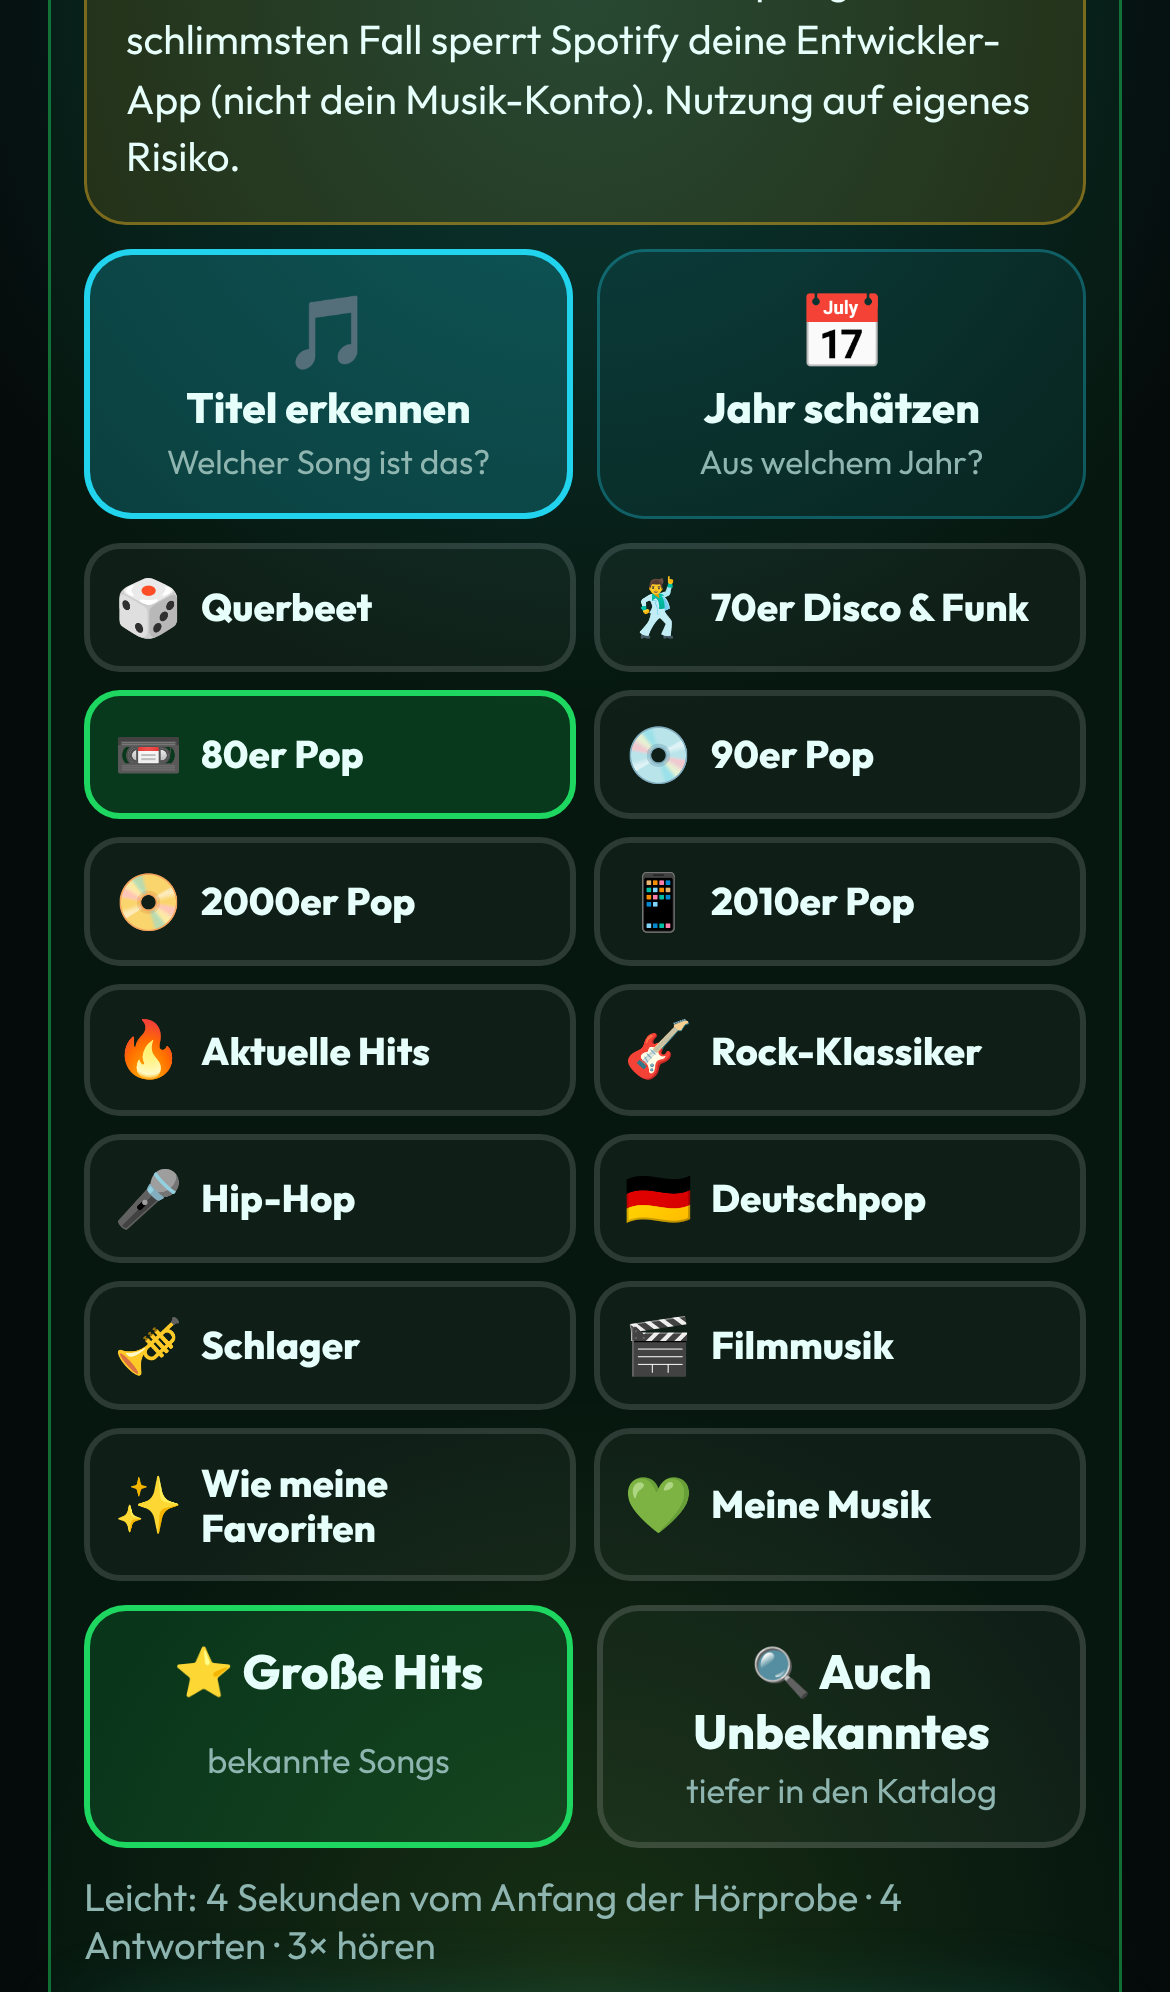 schlimmsten Fall sperrt Spotify deine Entwickler-
App (nicht dein Musik-Konto). Nutzung auf eigenes
Risiko.
July
17
Titel erkennen
Welcher Song ist das?
Jahr schätzen
Aus welchem Jahr?
Querbeet
70er Disco & Funk
80er Pop
90er Pop
2000er Pop
2010er Pop
Aktuelle Hits
Rock-Klassiker
Hip-Hop
Deutschpop
Schlager
Filmmusik
Wie meine
Favoriten
Meine Musik
Große Hits
bekannte Songs
Auch
Unbekanntes
tiefer in den Katalog
Leicht: 4 Sekunden vom Anfang der Hörprobe · 4
Antworten · 3× hören